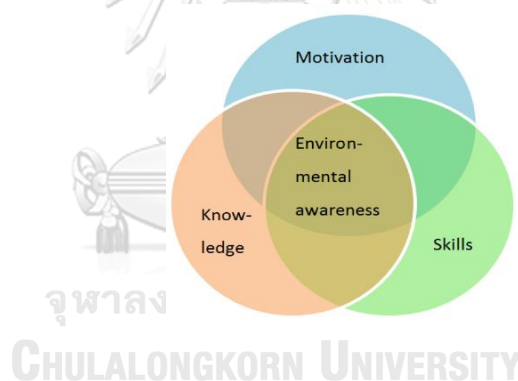 Motivation
Environ-
mental
awareness
Know-
ledge
Skills
จุฬาลง
CHULALONGKORN UNIVERSITY